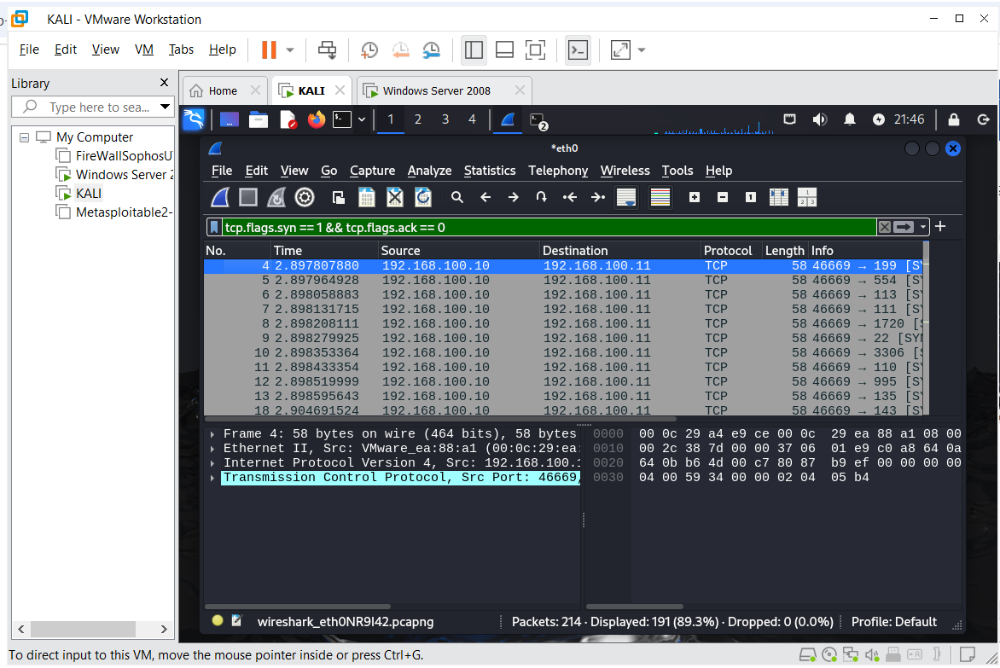 KALI - VMware Workstation
File Edit View VM Tabs Help
Library
Type here to sea...
My Computer
FireWallSophosU
Windows Server 2
KALI
Metasploitable2-
Home KALI Windows Server 2008
1 2 3 4 2 21:46
*eth0
File Edit View Go Capture Analyze Statistics Telephony Wireless Tools Help
tcp.flags.syn == 1 && tcp.flags.ack == 0
No. Time Source Destination Protocol Length Info
4 2.897807880 192.168.100.10 192.168.100.11 TCP 58 46669 → 199 [SY
5 2.897964928 192.168.100.10 192.168.100.11 TCP 58 46669 → 554 [SY
6 2.898058883 192.168.100.10 192.168.100.11 TCP 58 46669 → 113 [SY
7 2.898131715 192.168.100.10 192.168.100.11 TCP 58 46669 → 111 [SY
8 2.898208111 192.168.100.10 192.168.100.11 TCP 58 46669 → 1720 [S
9 2.898279925 192.168.100.10 192.168.100.11 TCP 58 46669 → 22 [SYN
10 2.898353364 192.168.100.10 192.168.100.11 TCP 58 46669 → 3306 [S
11 2.898433354 192.168.100.10 192.168.100.11 TCP 58 46669 → 110 [SY
12 2.898519999 192.168.100.10 192.168.100.11 TCP 58 46669 → 995 [SY
13 2.898595643 192.168.100.10 192.168.100.11 TCP 58 46669 → 135 [SY
18 2.904691524 192.168.100.10 192.168.100.11 TCP 58 46669 → 143 [SY
Frame 4: 58 bytes on wire (464 bits), 58 bytes
Ethernet II, Src: VMware_ea:88:a1 (00:0c:29:ea:
Internet Protocol Version 4, Src: 192.168.100.1
Transmission Control Protocol, Src Port: 46669,
0000 00 0c 29 a4 e9 ce 00 0c 29 ea 88 a1 08 00
0010 00 2c 38 7d 00 00 37 06 01 e9 c0 a8 64 0a
0020 64 0b b6 4d 00 c7 80 87 b9 ef 00 00 00 00
0030 04 00 59 34 00 00 02 04 05 b4
wireshark_eth0NR9I42.pcapng Packets: 214 · Displayed: 191 (89.3%) · Dropped: 0 (0.0%) Profile: Default
To direct input to this VM, move the mouse pointer inside or press Ctrl+G.